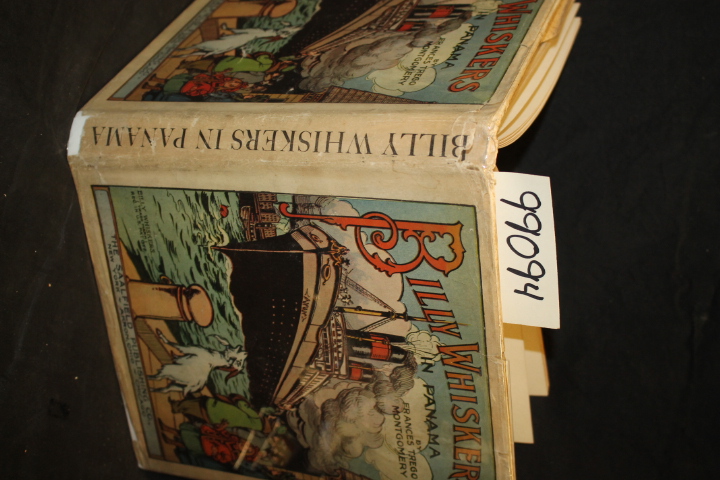 WHISKERS
IN PANAMA
BY
FRANCES TREGO
MONTGOMERY
BILLY WHISKERS IN PANAMA
BILLY WHISKERS
IN PANAMA
BY
FRANCES TREGO
MONTGOMERY
99094